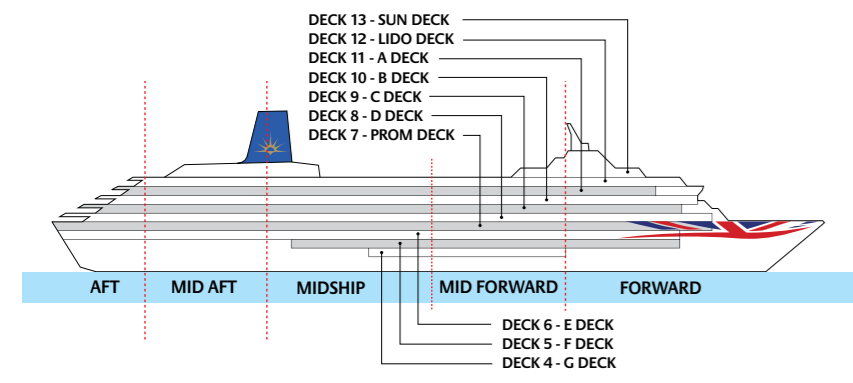 DECK 13 - SUN DECK
DECK 12 - LIDO DECK
DECK 11 - A DECK
DECK 10 - B DECK
DECK 9 - C DECK
DECK 8 - D DECK
DECK 7 - PROM DECK
AFT
MID AFT
MIDSHIP
MID FORWARD
FORWARD
DECK 6 - E DECK
DECK 5 - F DECK
DECK 4 - G DECK